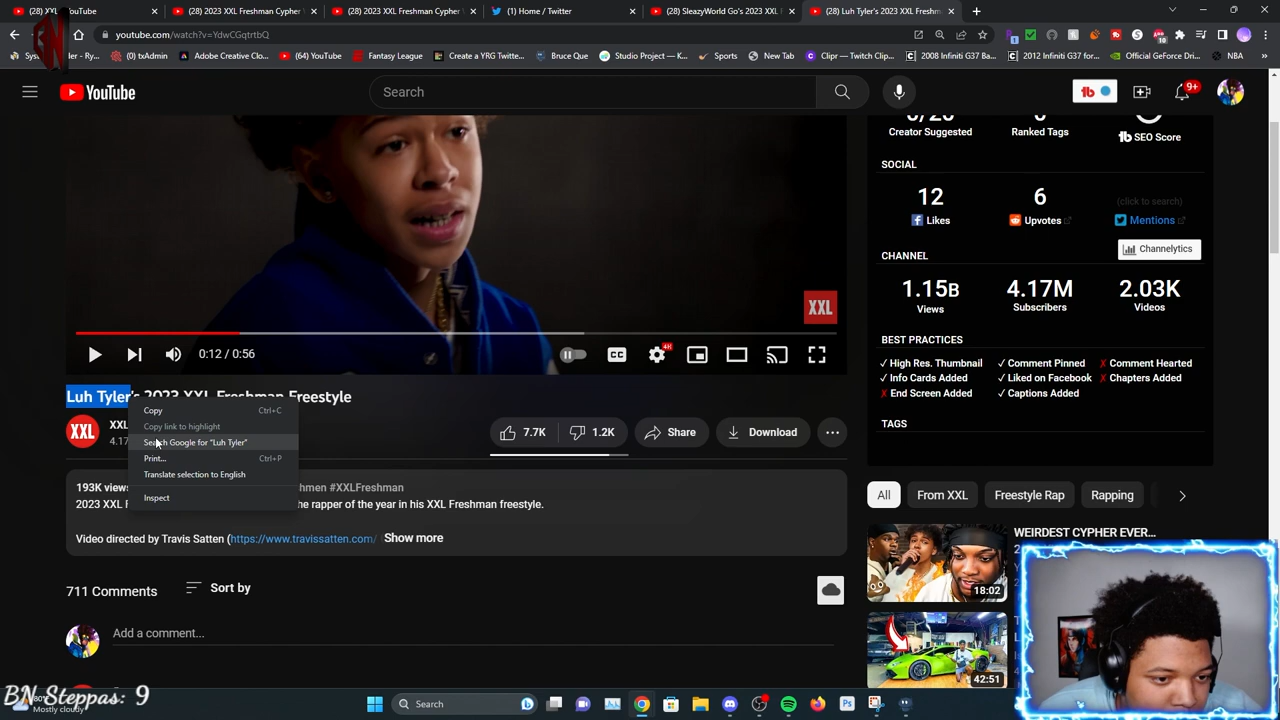 (28) XXL
(28) 2023 XXL Freshman Cypher
(28) 2023 XXL Freshman Cypher
(1) Home / Twitter
(28) SleazyWorld Go's 2023 XXL
(28) Luh Tyler's 2023 XXL Freshm
youtube.com/watch?v=YdwCGqtrtbQ
(0) txAdmin
Adobe Creative Clo...
(64) YouTube
Fantasy League
Create a YRG Twitte...
Bruce Que
Studio Project — K...
Sports
New Tab
Clipr — Twitch Clip...
2008 Infiniti G37 Ba...
2012 Infiniti G37 for...
Official GeForce Dri...
NBA
YouTube
Search
9+
Creator Suggested
Ranked Tags
SEO Score
SOCIAL
12
6
(click to search)
Likes
Upvotes
Mentions
Channelytics
CHANNEL
1.15B
4.17M
2.03K
Views
Subscribers
Videos
BEST PRACTICES
✓ High Res. Thumbnail
✓ Comment Pinned
✗ Comment Hearted
✓ Info Cards Added
✓ Liked on Facebook
✗ Chapters Added
✗ End Screen Added
✓ Captions Added
TAGS
XXL
0:12 / 0:56
CC
Luh Tyler's 2023 XXL Freshman Freestyle
XXL
XXL
4.17
Copy Ctrl+C
Copy link to highlight
Search Google for “Luh Tyler”
Print... Ctrl+P
Translate selection to English
Inspect
7.7K
1.2K
Share
Download
193K views
#XXLFreshman
2023 XXL F
the rapper of the year in his XXL Freshman freestyle.
Video directed by Travis Satten (https://www.travissatten.com/
Show more
711 Comments
Sort by
Add a comment...
All
From XXL
Freestyle Rap
Rapping
WEIRDEST CYPHER EVER...
18:02
42:51
BN Steppas: 9
Mostly cloudy
Search